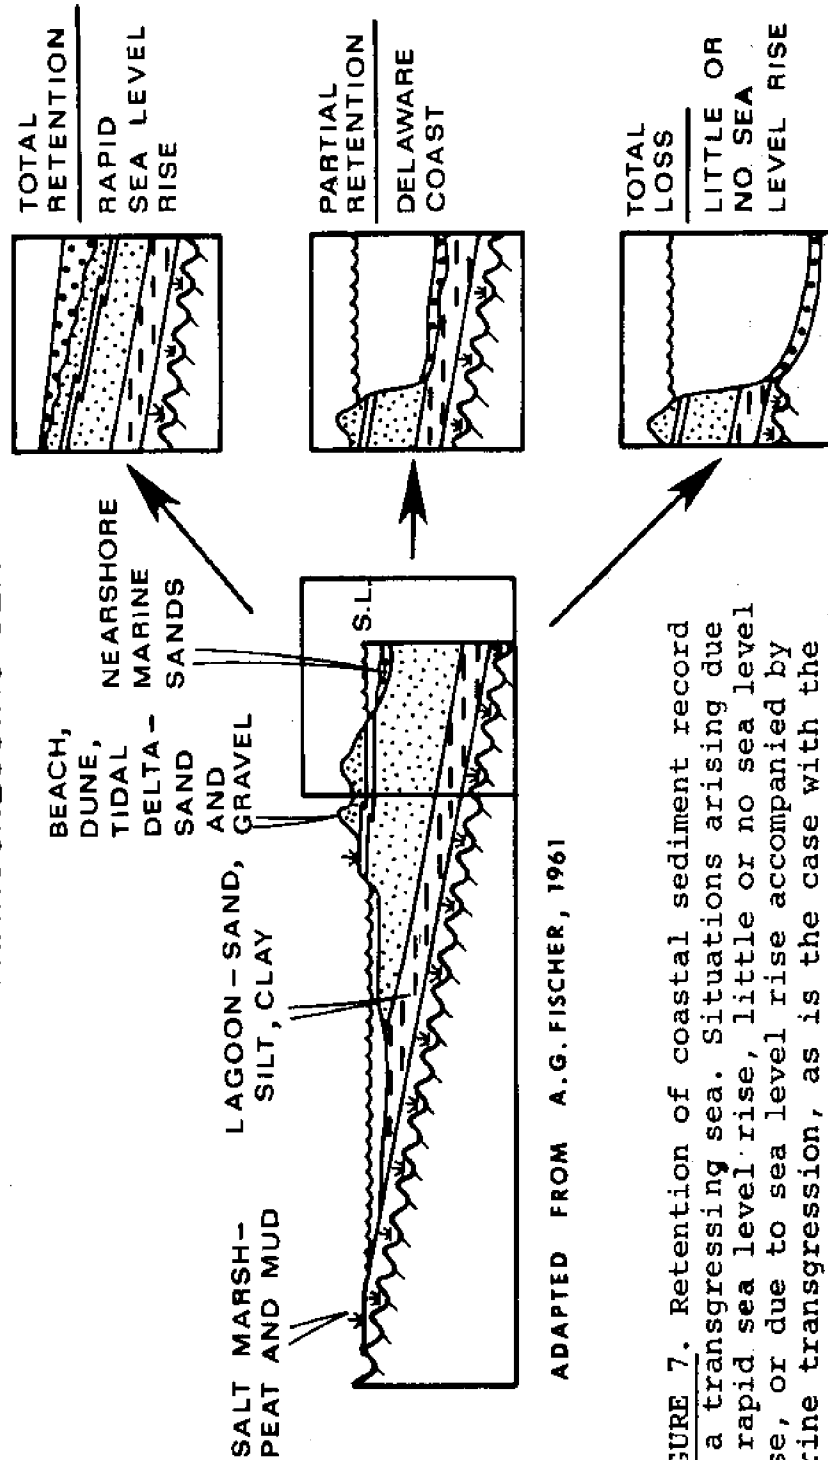 SALT MARSH-
PEAT AND MUD
LAGOON-SAND,
SILT, CLAY
BEACH,
DUNE,
TIDAL
DELTA-
SAND
AND
GRAVEL
NEARSHORE
MARINE
SANDS
S.L.
TOTAL
RETENTION
RAPID
SEA LEVEL
RISE
PARTIAL
RETENTION
DELAWARE
COAST
TOTAL
LOSS
LITTLE OR
NO SEA
LEVEL RISE
ADAPTED FROM A.G. FISCHER, 1961
GURE 7. Retention of coastal sediment record
a transgressing sea. Situations arising due
rapid sea level rise, little or no sea level
se, or due to sea level rise accompanied by
rine transgression, as is the case with the